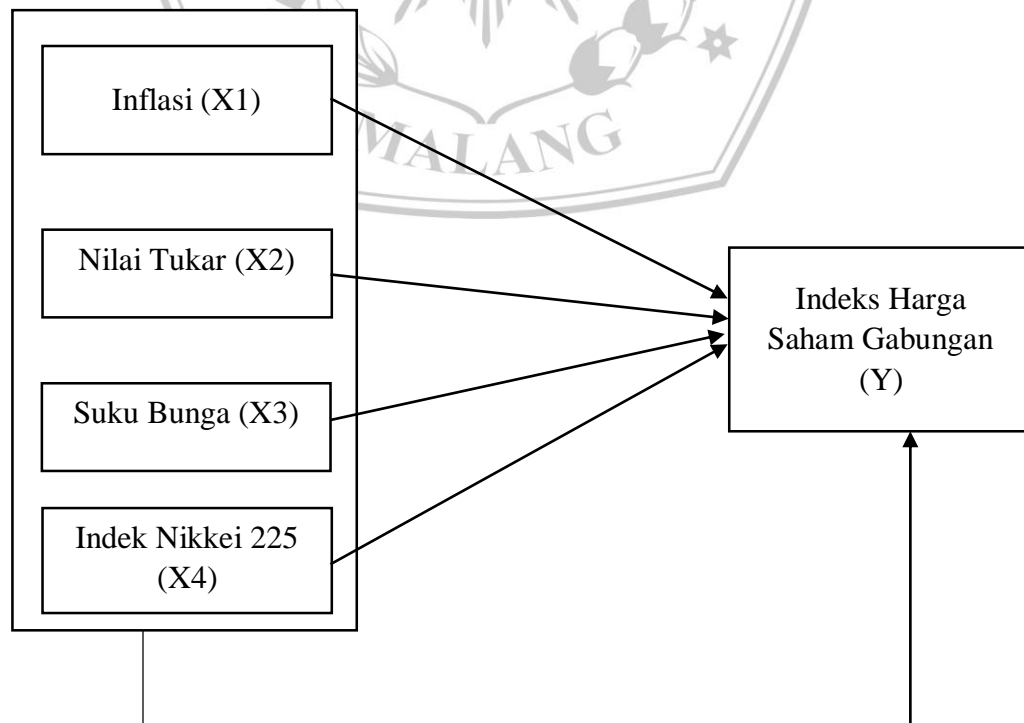 Inflasi (X1)
MALANG
Nilai Tukar (X2)
Indeks Harga
Saham Gabungan
(Y)
Suku Bunga (X3)
Indek Nikkei 225
(X4)